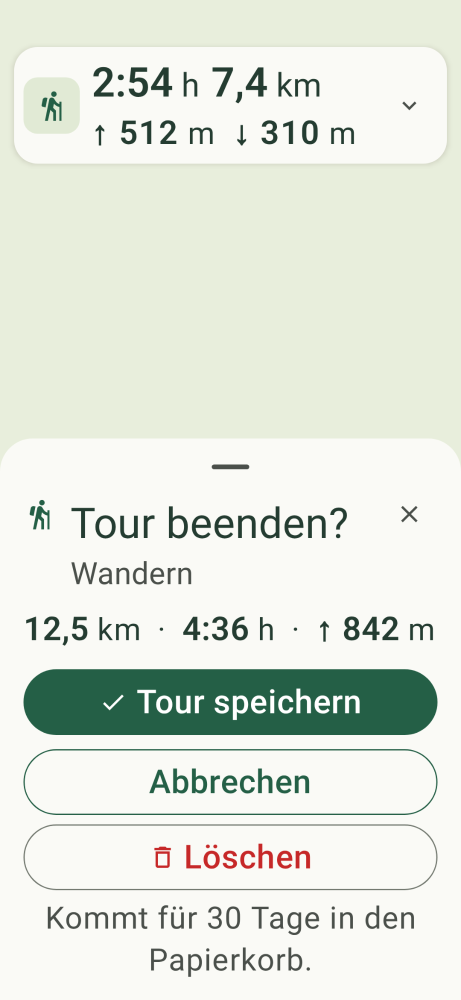 2:54 h 7,4 km
↑ 512 m ↓ 310 m
Tour beenden?
Wandern
12,5 km · 4:36 h · ↑ 842 m
Tour speichern
Abbrechen
Löschen
Kommt für 30 Tage in den
Papierkorb.